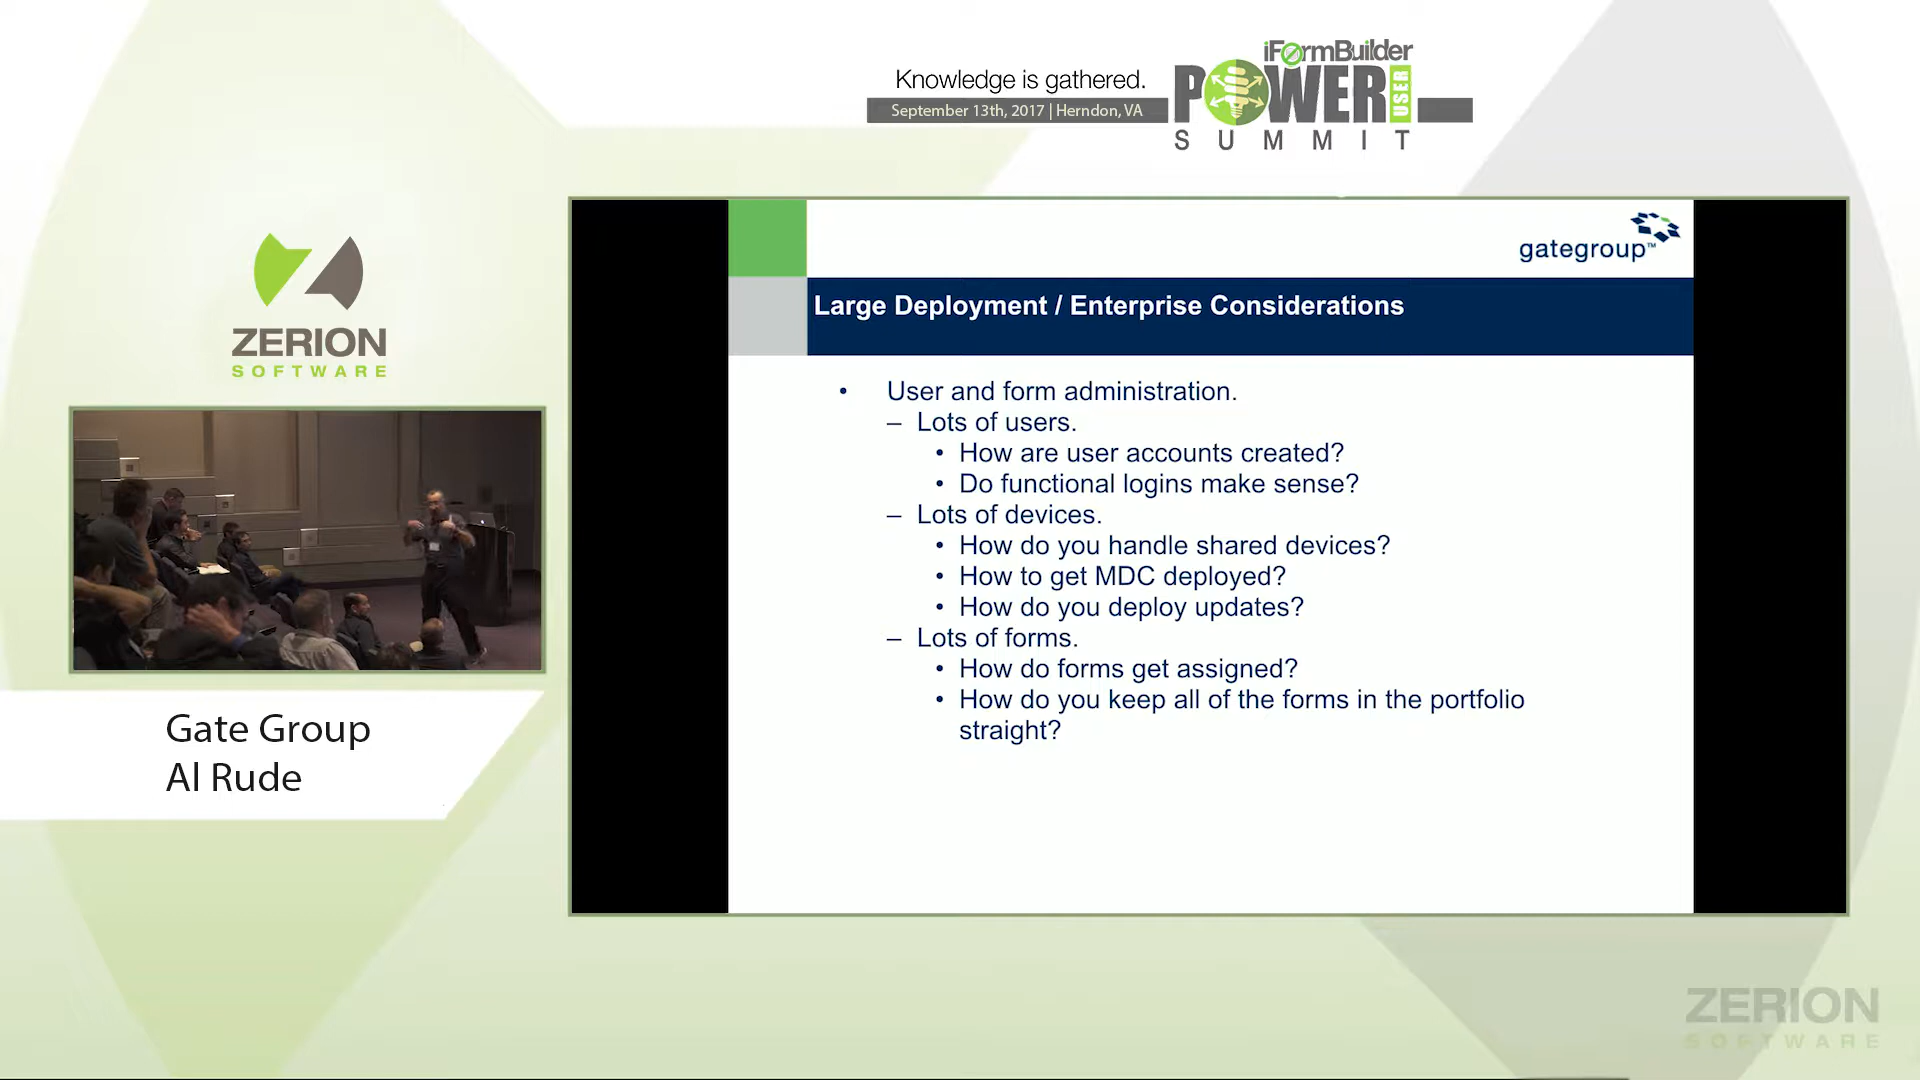 Knowledge is gathered.
September 13th, 2017 | Herndon, VA
iFormBuilder
POWER USER
SUMMIT
ZERION
SOFTWARE
gategroup™
Large Deployment / Enterprise Considerations
• User and form administration.
– Lots of users.
• How are user accounts created?
• Do functional logins make sense?
– Lots of devices.
• How do you handle shared devices?
• How to get MDC deployed?
• How do you deploy updates?
– Lots of forms.
• How do forms get assigned?
• How do you keep all of the forms in the portfolio
straight?
Gate Group
Al Rude
ZERION
SOFTWARE